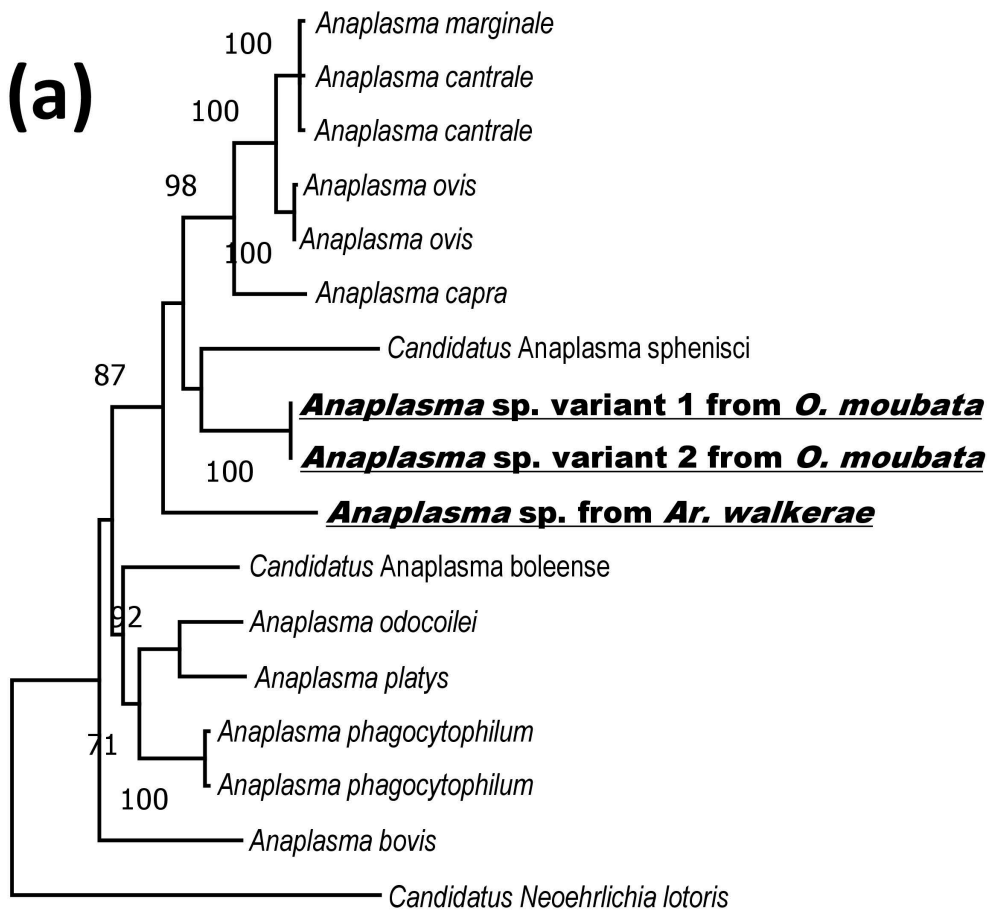 (a)
100
Anaplasma marginale
Anaplasma cantrale
100
Anaplasma cantrale
98
Anaplasma ovis
100
Anaplasma ovis
Anaplasma capra
Candidatus Anaplasma sphenisci
87
Anaplasma sp. variant 1 from O. moubata
100
Anaplasma sp. variant 2 from O. moubata
Anaplasma sp. from Ar. walkerae
Candidatus Anaplasma boleense
92
Anaplasma odocoilei
Anaplasma platys
71
Anaplasma phagocytophilum
100
Anaplasma phagocytophilum
Anaplasma bovis
Candidatus Neoehrlichia lotoris